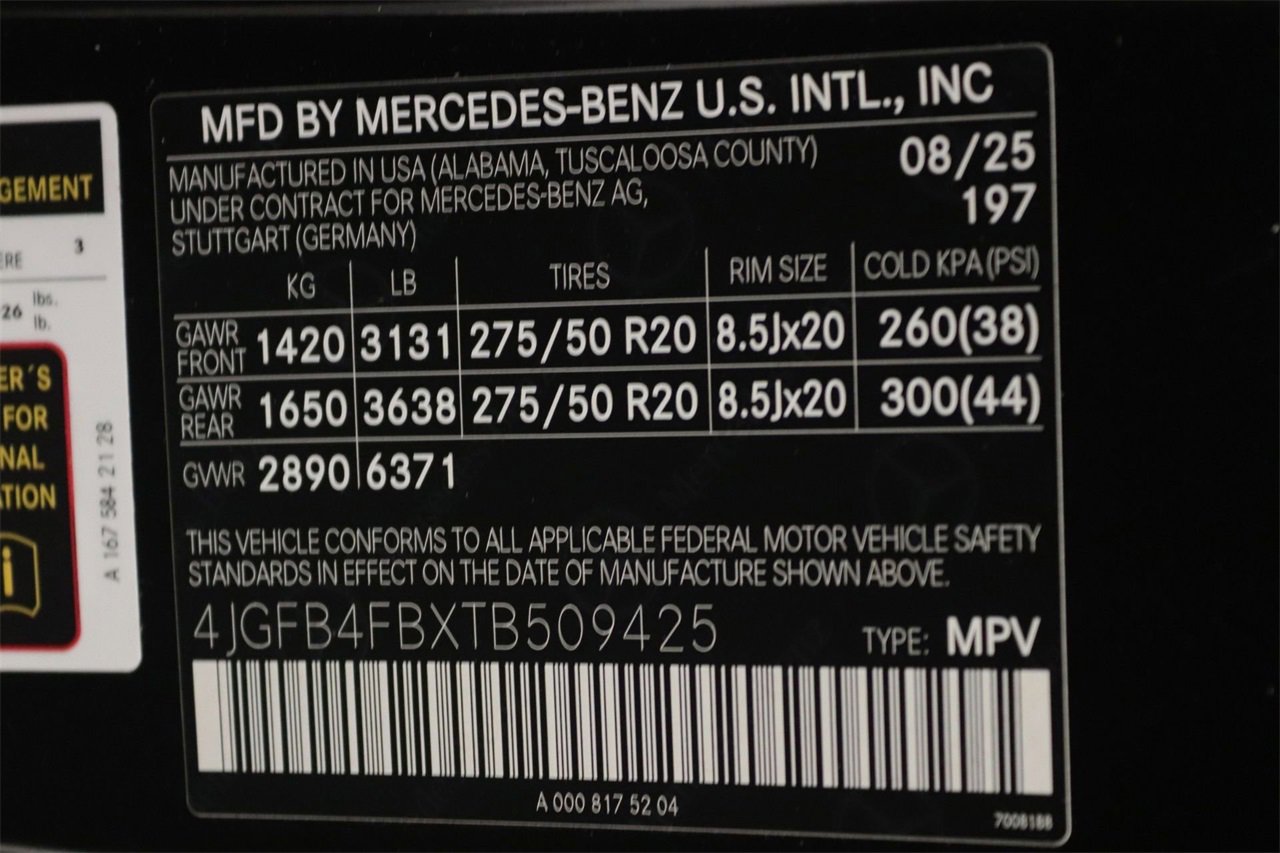 GEMENT
ERE 3
26 lbs.
lb.
ER´S
FOR
NAL
ATION
i
A 167 584 21 28
MFD BY MERCEDES-BENZ U.S. INTL., INC
MANUFACTURED IN USA (ALABAMA, TUSCALOOSA COUNTY) 08/25
UNDER CONTRACT FOR MERCEDES-BENZ AG, 197
STUTTGART (GERMANY)
KG LB TIRES RIM SIZE COLD KPA (PSI)
GAWR FRONT 1420 3131 275/50 R20 8.5Jx20 260(38)
GAWR REAR 1650 3638 275/50 R20 8.5Jx20 300(44)
GVWR 2890 6371
THIS VEHICLE CONFORMS TO ALL APPLICABLE FEDERAL MOTOR VEHICLE SAFETY
STANDARDS IN EFFECT ON THE DATE OF MANUFACTURE SHOWN ABOVE.
4JGFB4FBXTB509425 TYPE: MPV
A 000 817 52 04
7008188